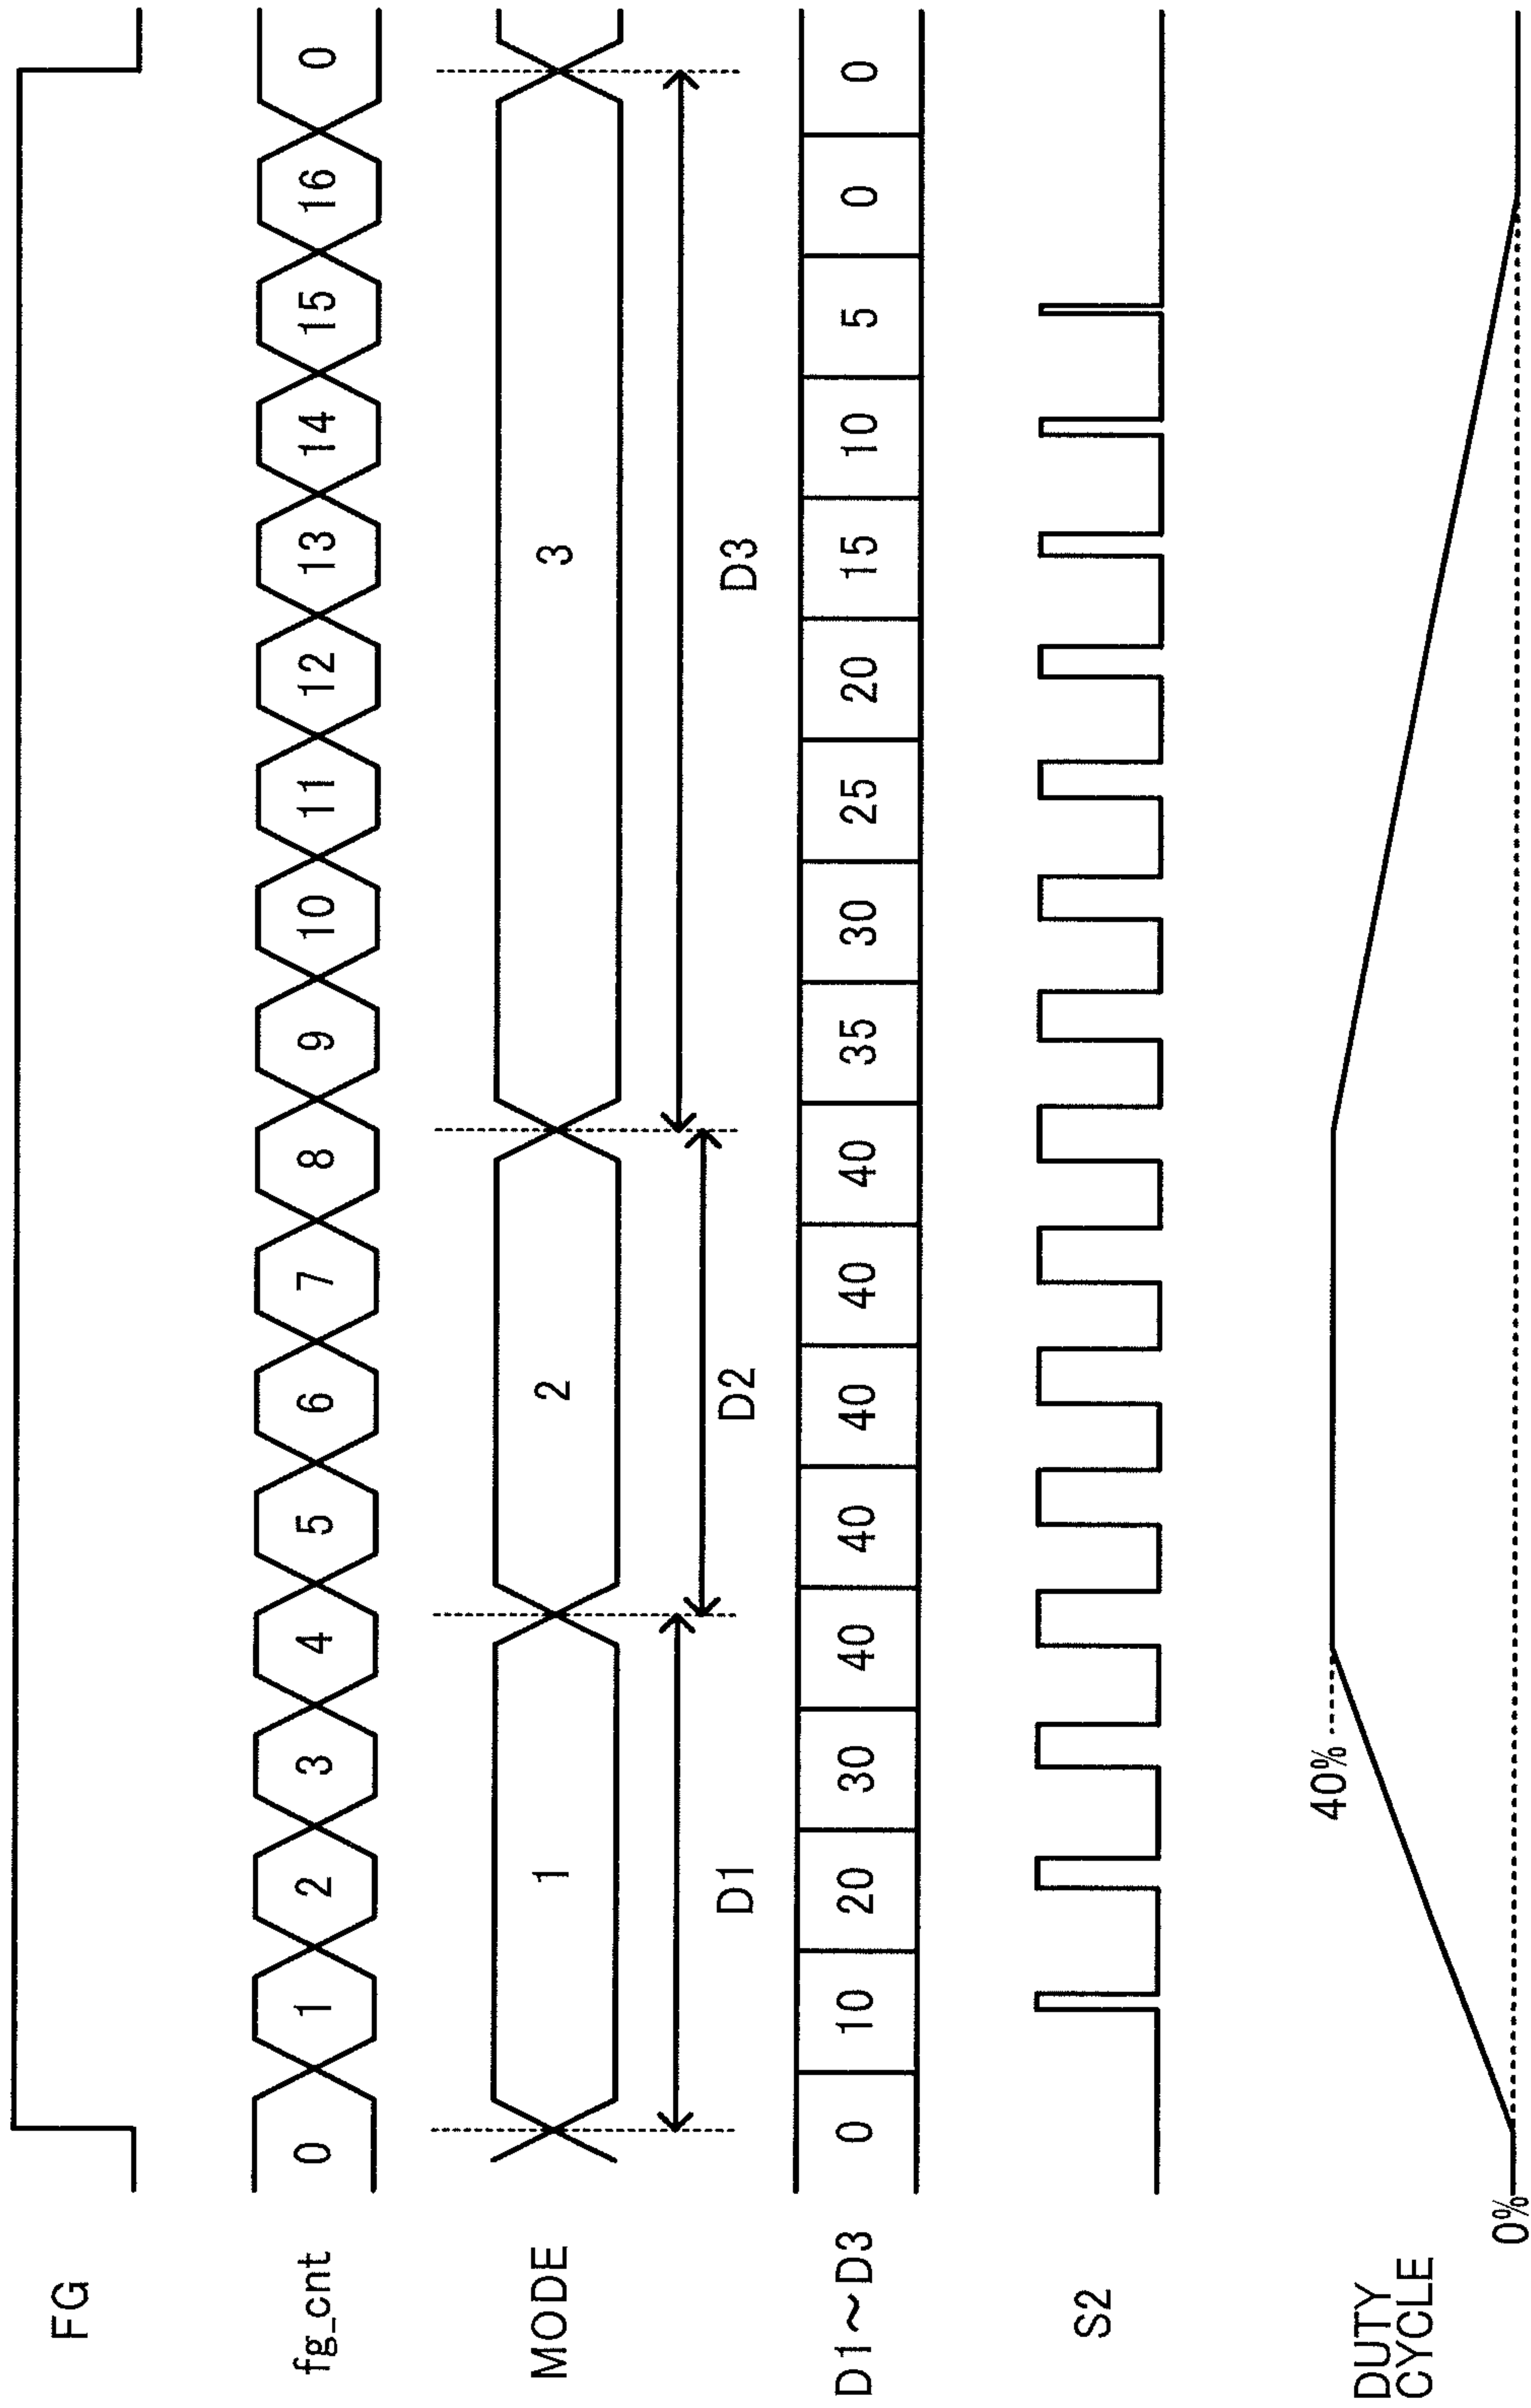 FG
fg_cnt 0 1 2 3 4 5 6 7 8 9 10 11 12 13 14 15 16 0
MODE 1 2 3
D1 D2 D3
D1～D3 0 10 20 30 40 40 40 40 40 35 30 25 20 15 10 5 0 0
S2
40%
DUTY
CYCLE
0%